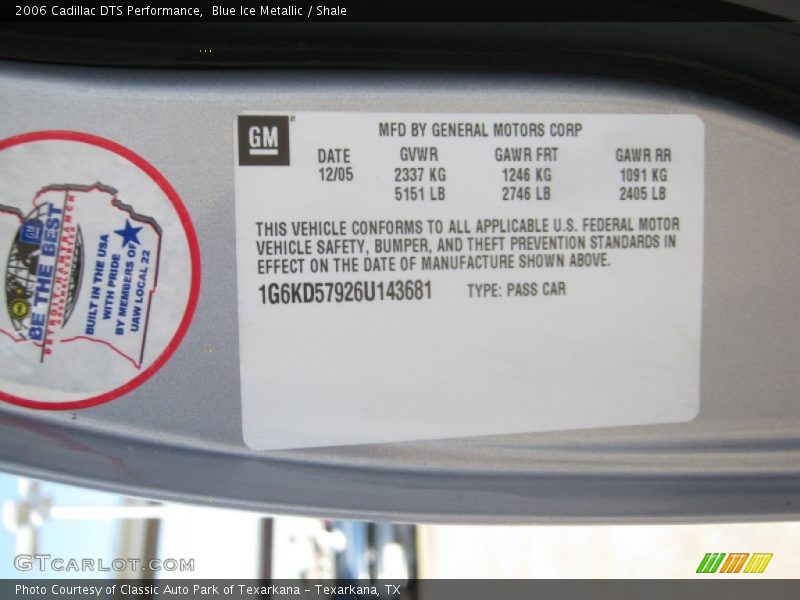 2006 Cadillac DTS Performance,  Blue Ice Metallic / Shale
GM
MFD BY GENERAL MOTORS CORP
DATE GVWR GAWR FRT GAWR RR
12/05 2337 KG 1246 KG 1091 KG
5151 LB 2746 LB 2405 LB
THIS VEHICLE CONFORMS TO ALL APPLICABLE U.S. FEDERAL MOTOR
VEHICLE SAFETY, BUMPER, AND THEFT PREVENTION STANDARDS IN
EFFECT ON THE DATE OF MANUFACTURE SHOWN ABOVE.
1G6KD57926U143681 TYPE: PASS CAR
GM
BE THE BEST
DETROIT-HAMTRAMCK
BUILT IN THE USA
WITH PRIDE
BY MEMBERS OF
UAW LOCAL 22
GTCARLOT.COM
Photo Courtesy of Classic Auto Park of Texarkana - Texarkana, TX